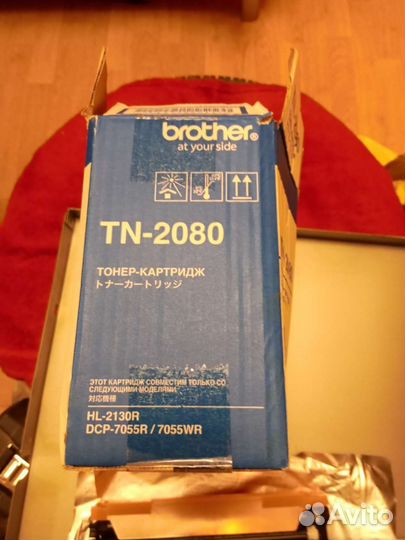 brother®
at your side
TN-2080
ТОНЕР-КАРТРИДЖ
トナーカートリッジ
ЭТОТ КАРТРИДЖ СОВМЕСТИМ ТОЛЬКО СО
СЛЕДУЮЩИМИ МОДЕЛЯМИ:
対応機種
HL-2130R
DCP-7055R / 7055WR
Avito